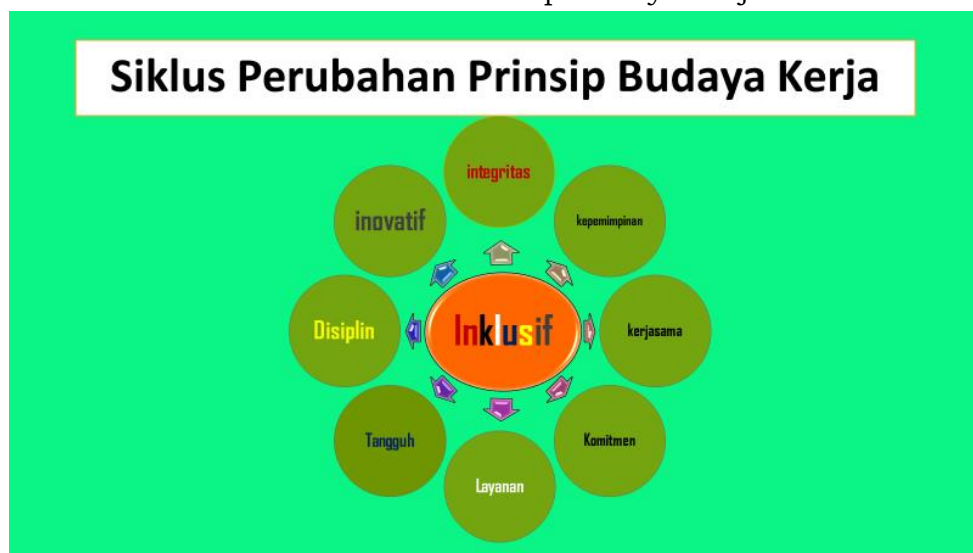 Siklus Perubahan Prinsip Budaya Kerja
integritas
kepemimpinan
kerjasama
Komitmen
Layanan
Tangguh
Disiplin
inovatif
Inklusif